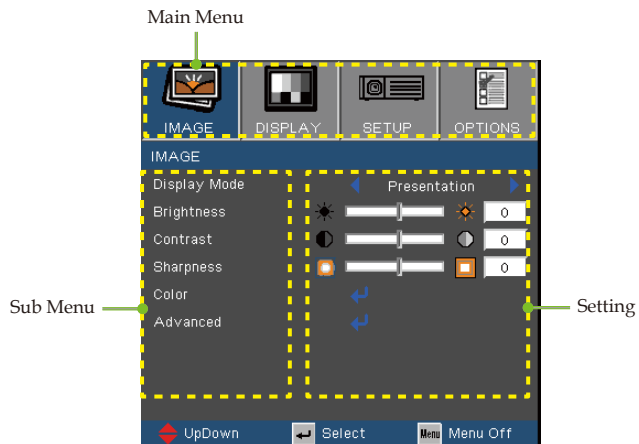 Main Menu
IMAGE DISPLAY SETUP OPTIONS
IMAGE
Display Mode Presentation
Brightness 0
Contrast 0
Sharpness 0
Color
Sub Menu Setting
Advanced
UpDown Select Menu Menu Off